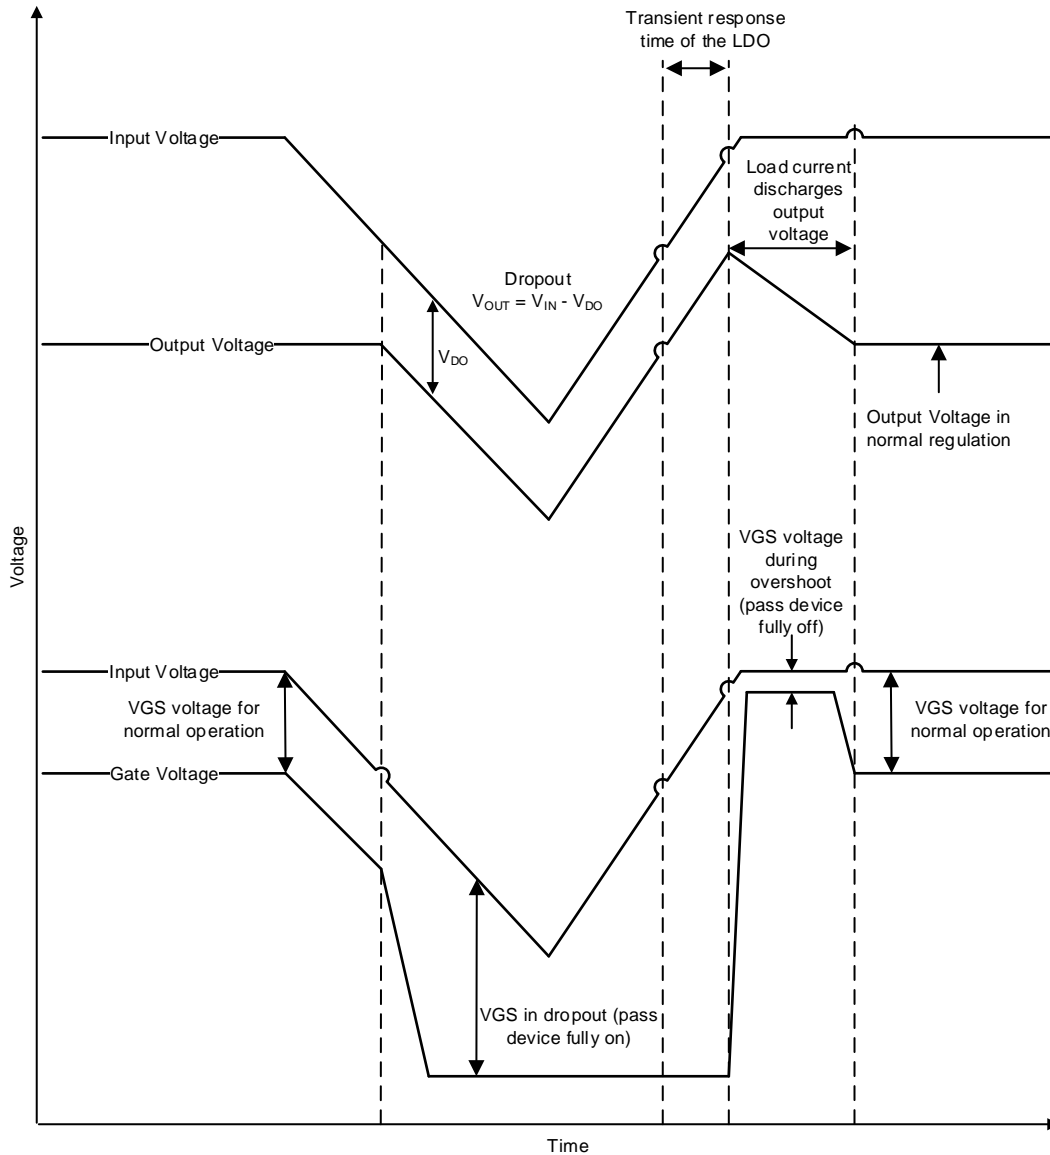 Transient response
time of the LDO
Input Voltage
Load current
discharges
output
voltage
Dropout
VOUT = VIN - VDO
Output Voltage
VDO
Output Voltage in
normal regulation
Voltage
VGS voltage
during
overshoot
(pass device
fully off)
Input Voltage
VGS voltage for
normal operation
VGS voltage for
normal operation
Gate Voltage
VGS in dropout (pass
device fully on)
Time